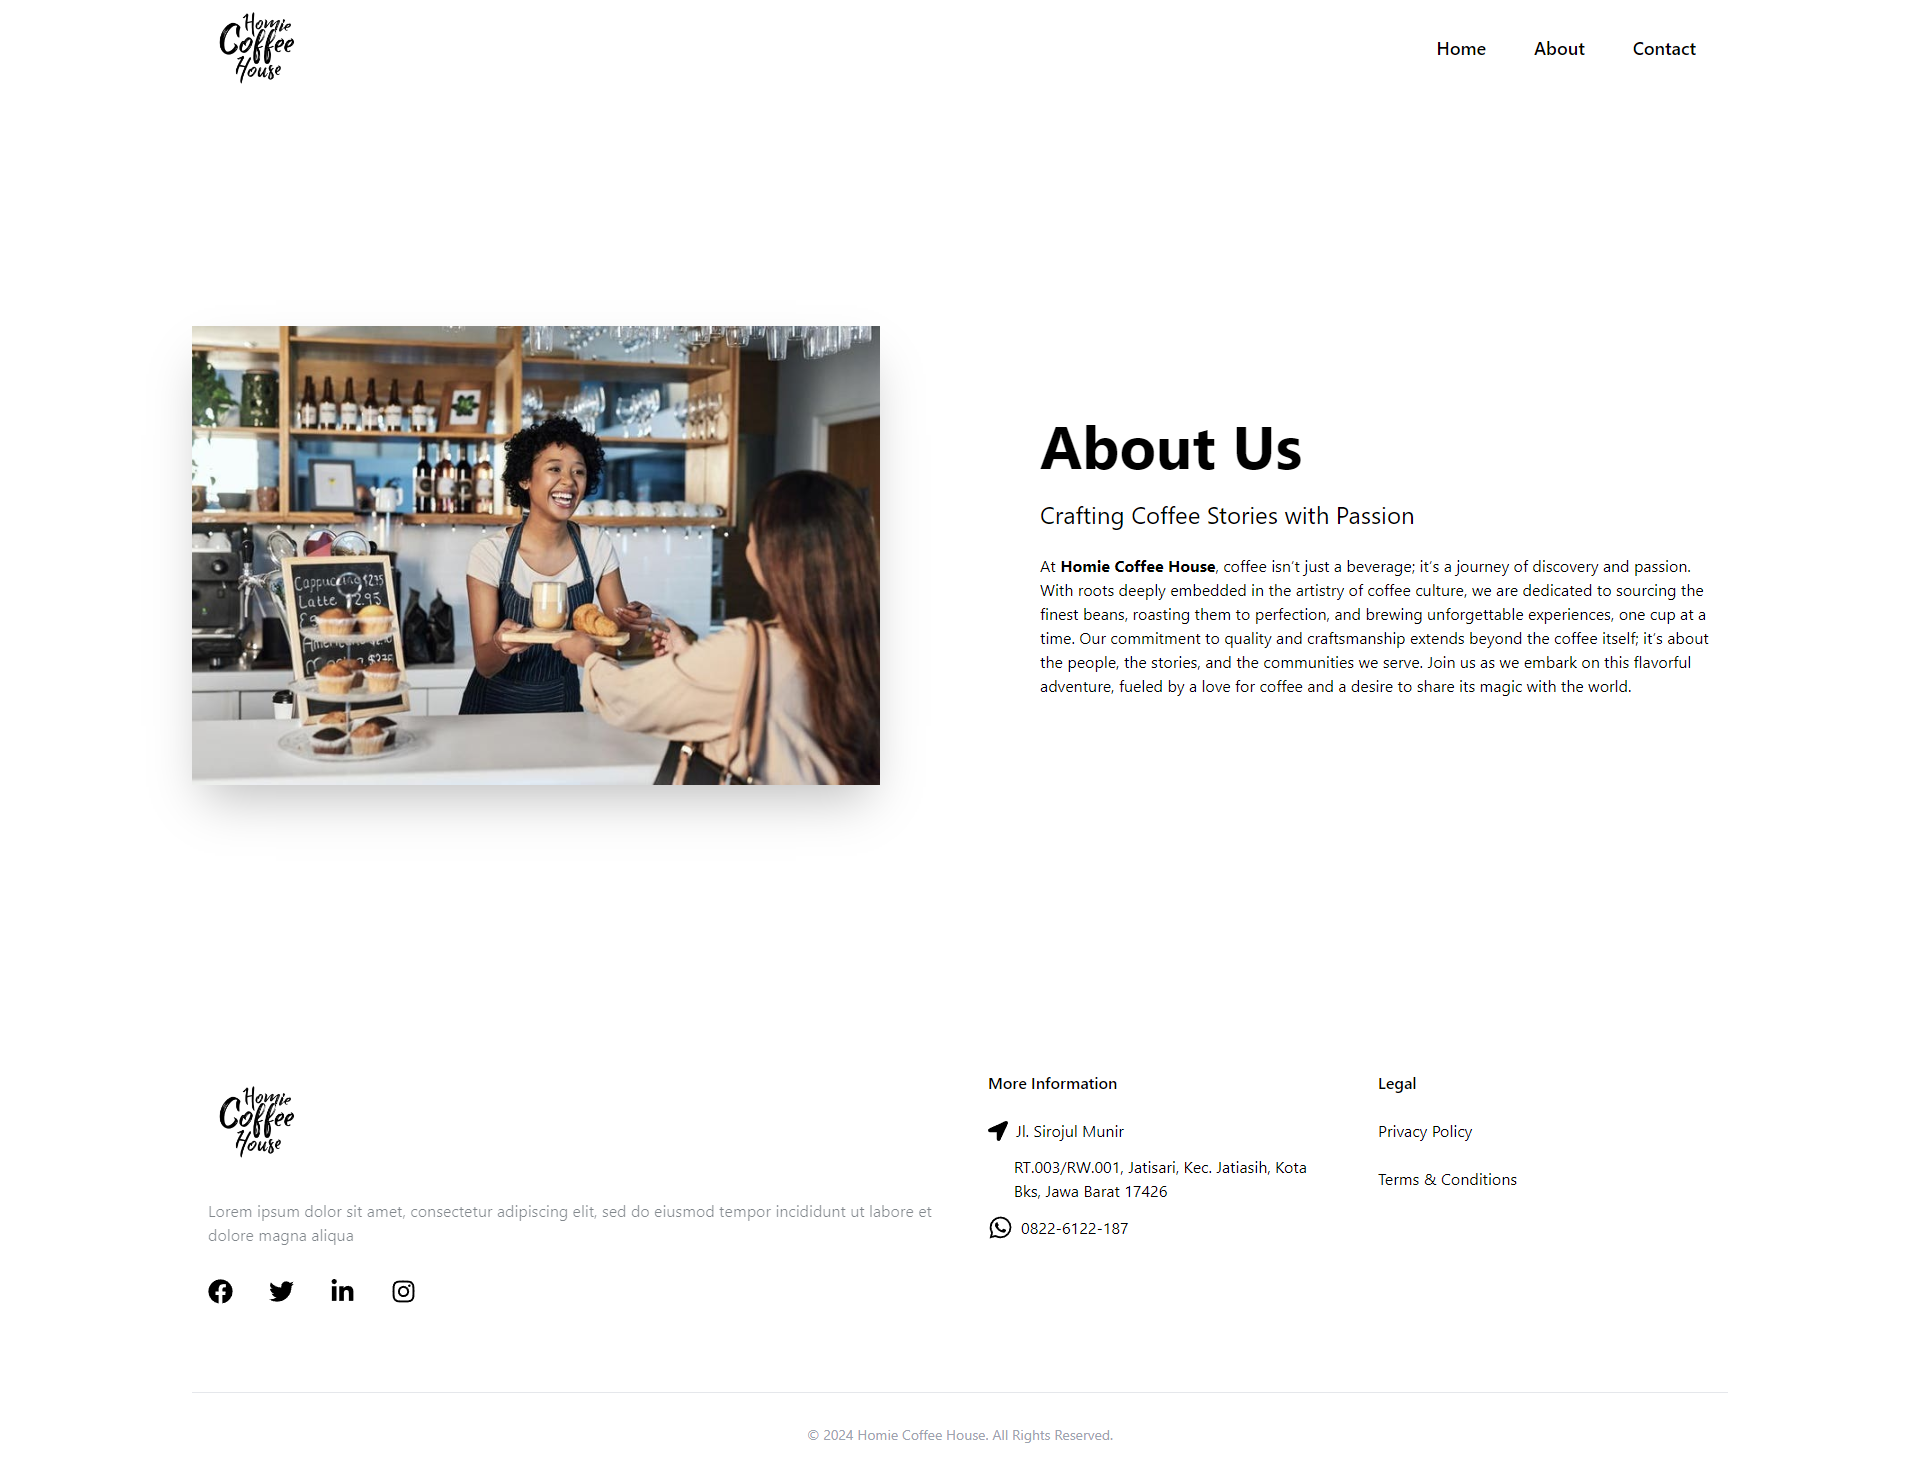 Homie
Coffee
House
Home About Contact
Cappuccino $2.75
Latte 2.95
About Us
Crafting Coffee Stories with Passion
At Homie Coffee House, coffee isn't just a beverage; it's a journey of discovery and passion.
With roots deeply embedded in the artistry of coffee culture, we are dedicated to sourcing the
finest beans, roasting them to perfection, and brewing unforgettable experiences, one cup at a
time. Our commitment to quality and craftsmanship extends beyond the coffee itself; it's about
the people, the stories, and the communities we serve. Join us as we embark on this flavorful
adventure, fueled by a love for coffee and a desire to share its magic with the world.
Homie
Coffee
House
Lorem ipsum dolor sit amet, consectetur adipiscing elit, sed do eiusmod tempor incididunt ut labore et
dolore magna aliqua
More Information
Jl. Sirojul Munir
RT.003/RW.001, Jatisari, Kec. Jatiasih, Kota
Bks, Jawa Barat 17426
0822-6122-187
Legal
Privacy Policy
Terms & Conditions
© 2024 Homie Coffee House. All Rights Reserved.